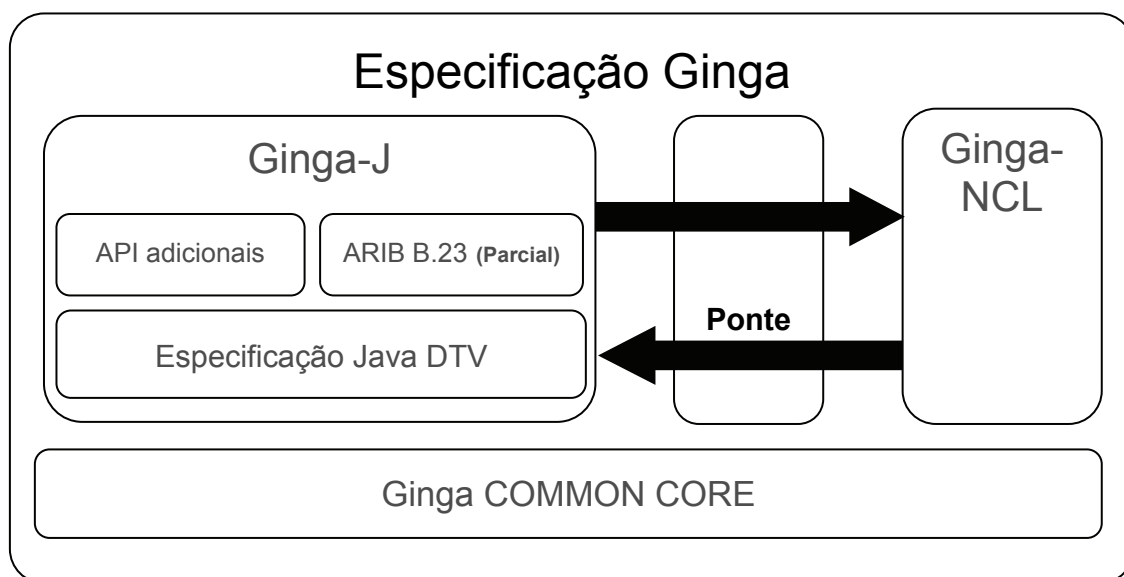 Especificação Ginga
Ginga-J
Ginga-
NCL
API adicionais
ARIB B.23 (Parcial)
Ponte
Especificação Java DTV
Ginga COMMON CORE